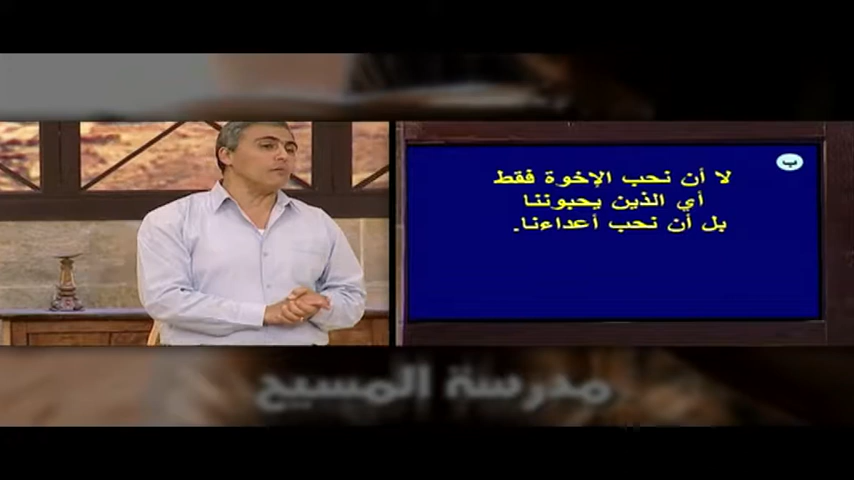 ب
لا أن نحب الإخوة فقط
أي الذين يحبوننا
بل أن نحب أعداءنا.
مدرسة المسيح